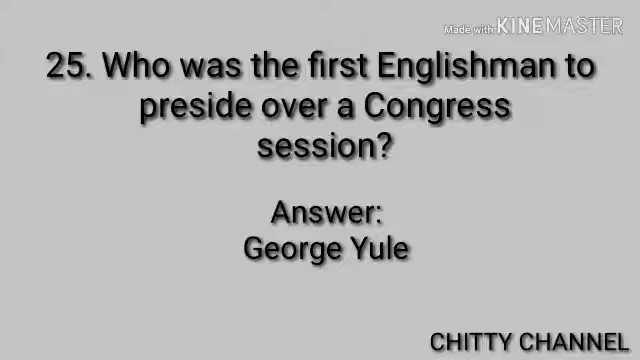 Made with KINEMASTER
25. Who was the first Englishman to
preside over a Congress
session?
Answer:
George Yule
CHITTY CHANNEL